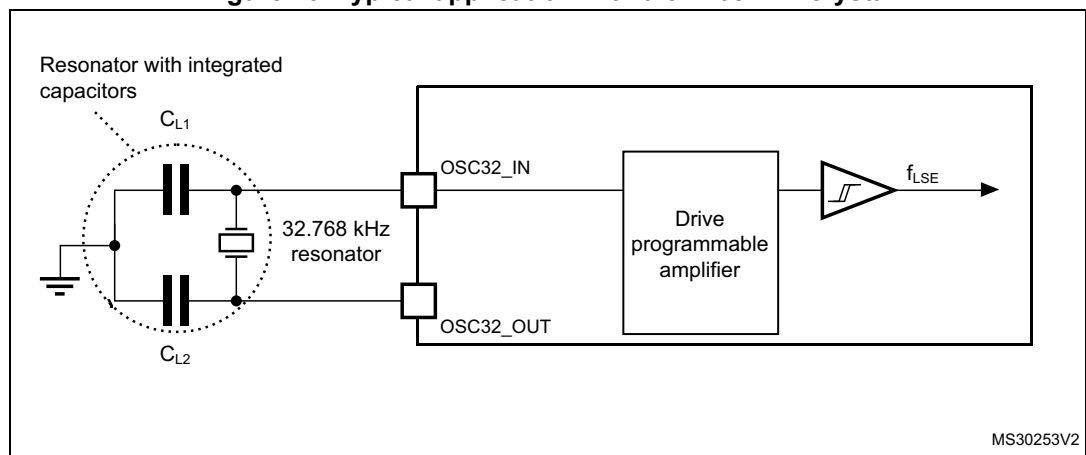 Resonator with integrated
capacitors
CL1
OSC32_IN
fLSE
32.768 kHz
resonator
Drive
programmable
amplifier
OSC32_OUT
CL2
MS30253V2